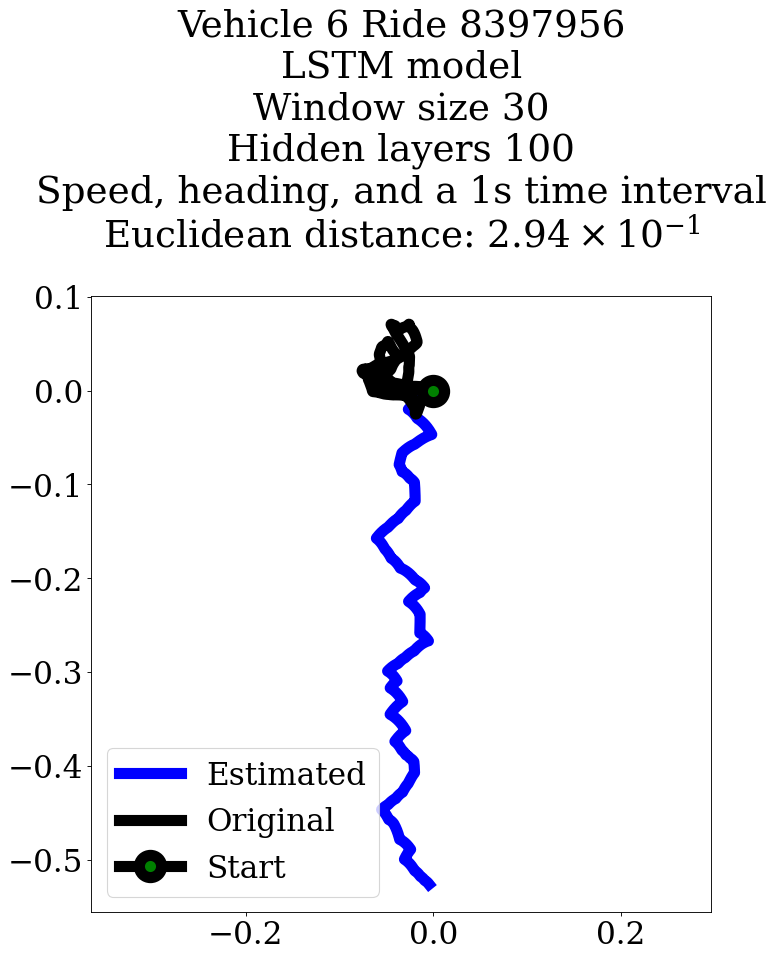 Vehicle 6 Ride 8397956
LSTM model
Window size 30
Hidden layers 100
Speed, heading, and a 1s time interval
Euclidean distance: 2.94 × 10⁻¹
0.1
0.0
−0.1
−0.2
−0.3
−0.4
−0.5
Estimated
Original
Start
−0.2 0.0 0.2